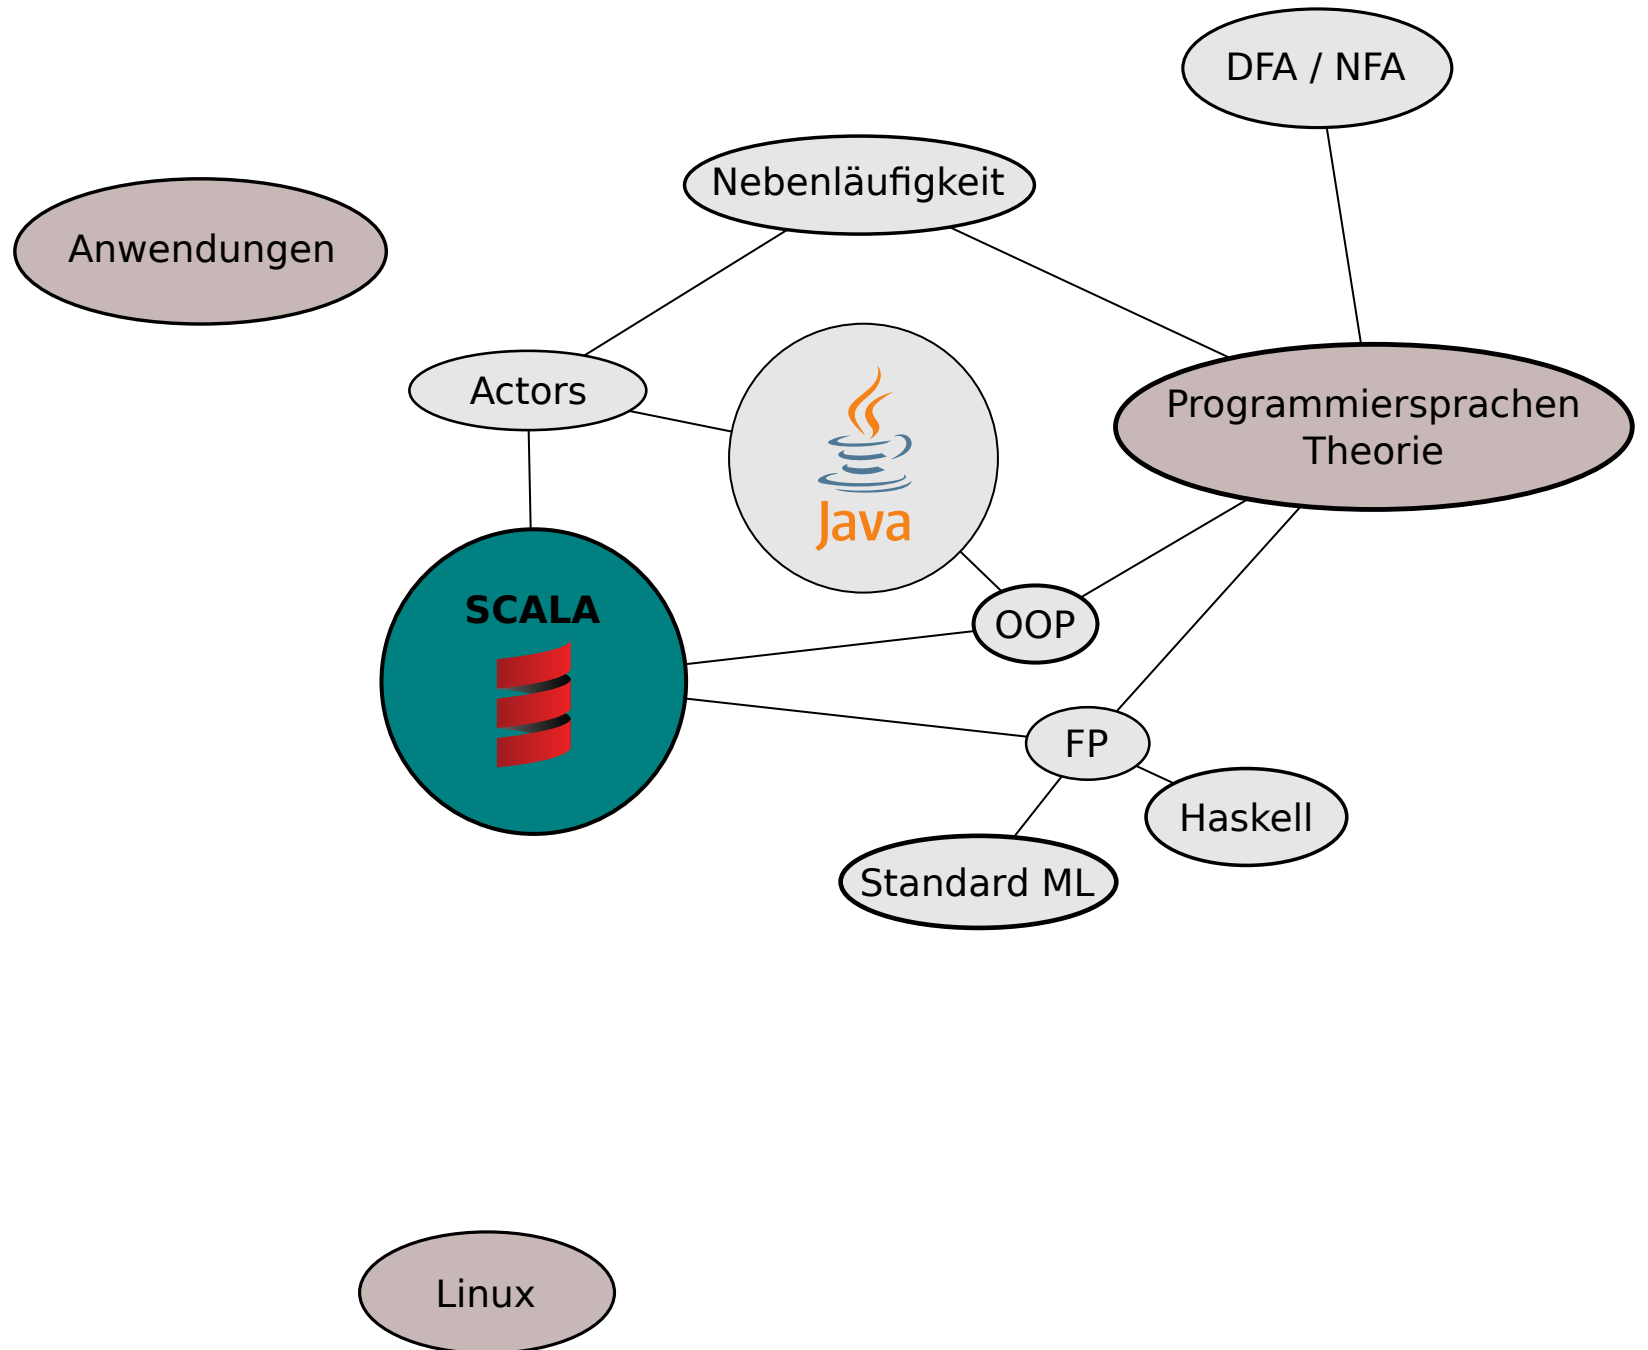 DFA / NFA
Nebenläufigkeit
Anwendungen
Actors
Programmiersprachen
Theorie
Java
SCALA
OOP
FP
Haskell
Standard ML
Linux